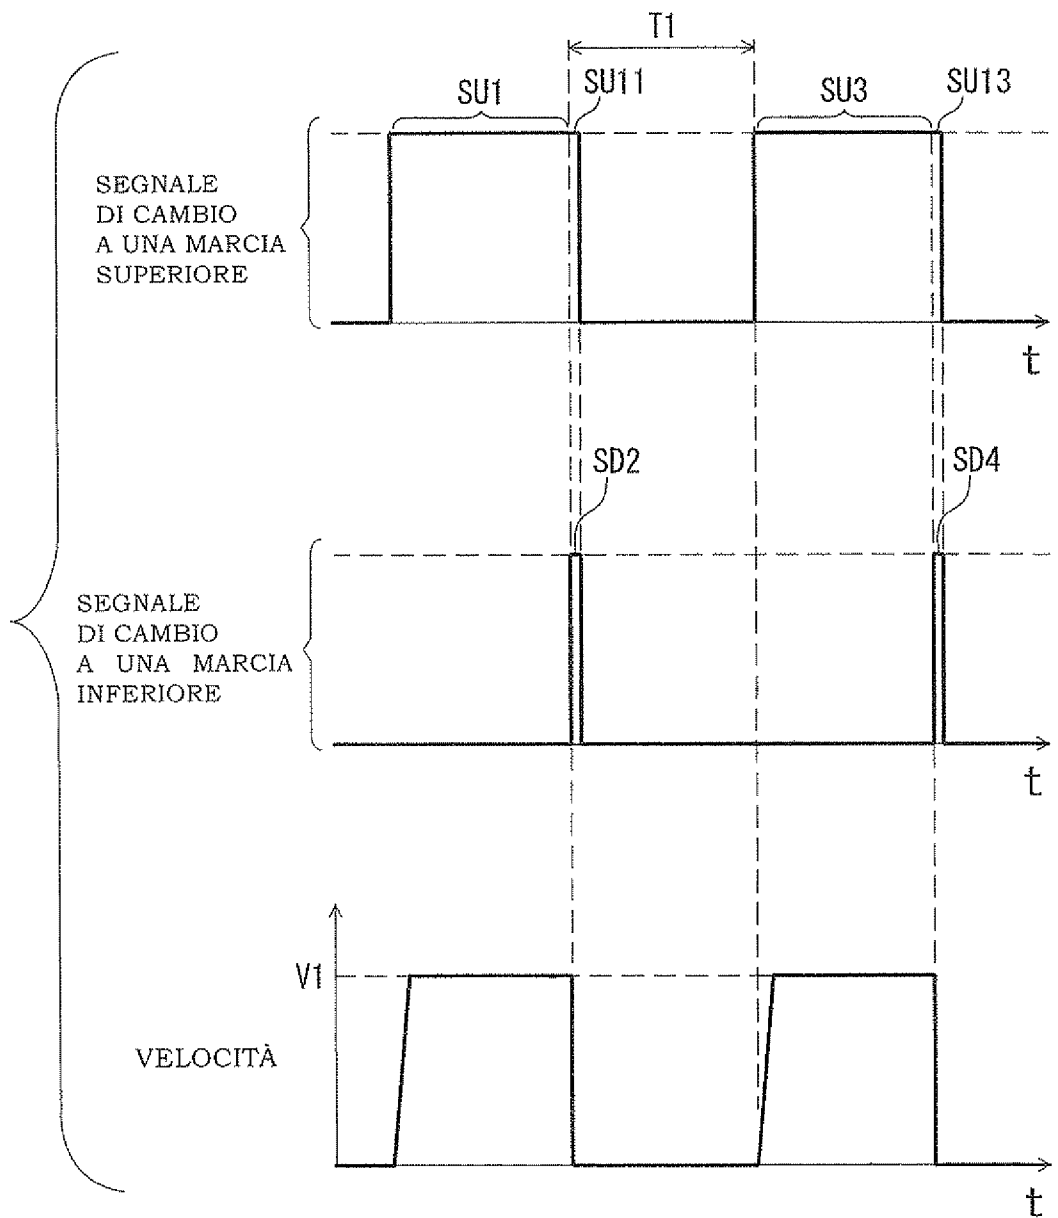 T1
SU1
SU11
SU3
SU13
SEGNALE
DI CAMBIO
A UNA MARCIA
SUPERIORE
t
SD2
SD4
SEGNALE
DI CAMBIO
A UNA MARCIA
INFERIORE
t
V1
VELOCITÀ
t